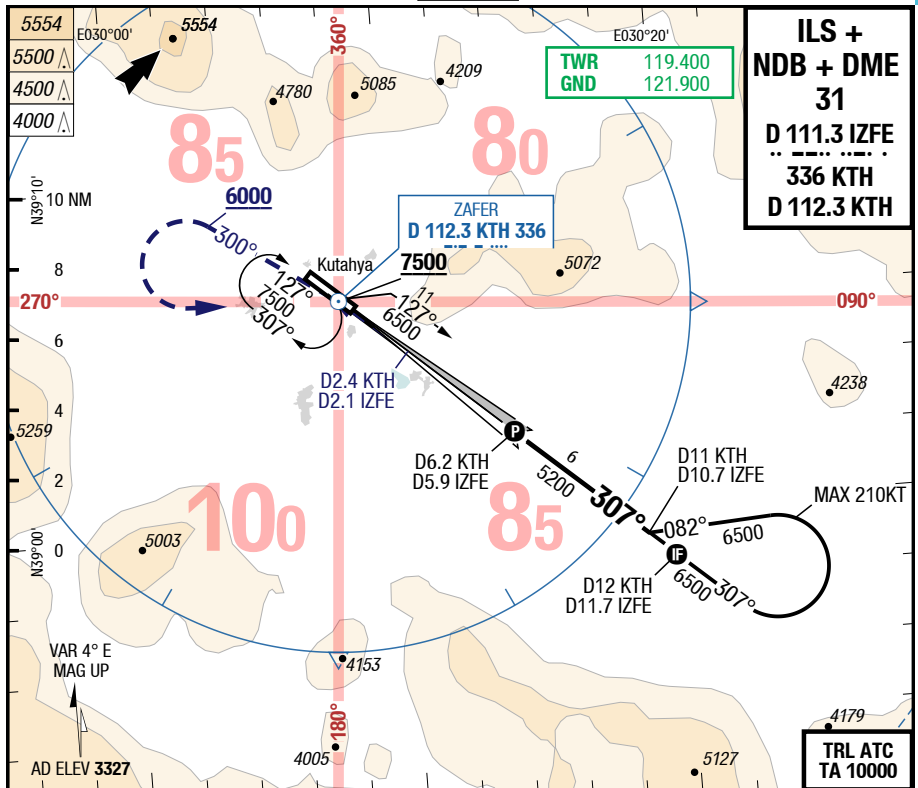 5554
5500
4500
4000
E030°00'
5554
360°
4780
5085
4209
E030°20'
TWR 119.400
GND 121.900
ILS +
NDB + DME
31
D 111.3 IZFE
336 KTH
D 112.3 KTH
85
80
N39°10'
10 NM
6000
300°
ZAFER
D 112.3 KTH 336
Kutahya
7500
5072
8
270°
127°
7500
307°
11
127°
6500
090°
6
D2.4 KTH
D2.1 IZFE
4238
4
5259
D6.2 KTH
D5.9 IZFE
P
6
5200
D11 KTH
D10.7 IZFE
2
100
85
307°
MAX 210KT
082°
6500
5003
N39°00'
0
IF
D12 KTH
D11.7 IZFE
6500
307°
VAR 4° E
MAG UP
4153
180°
4005
4179
5127
AD ELEV 3327
TRL ATC
TA 10000